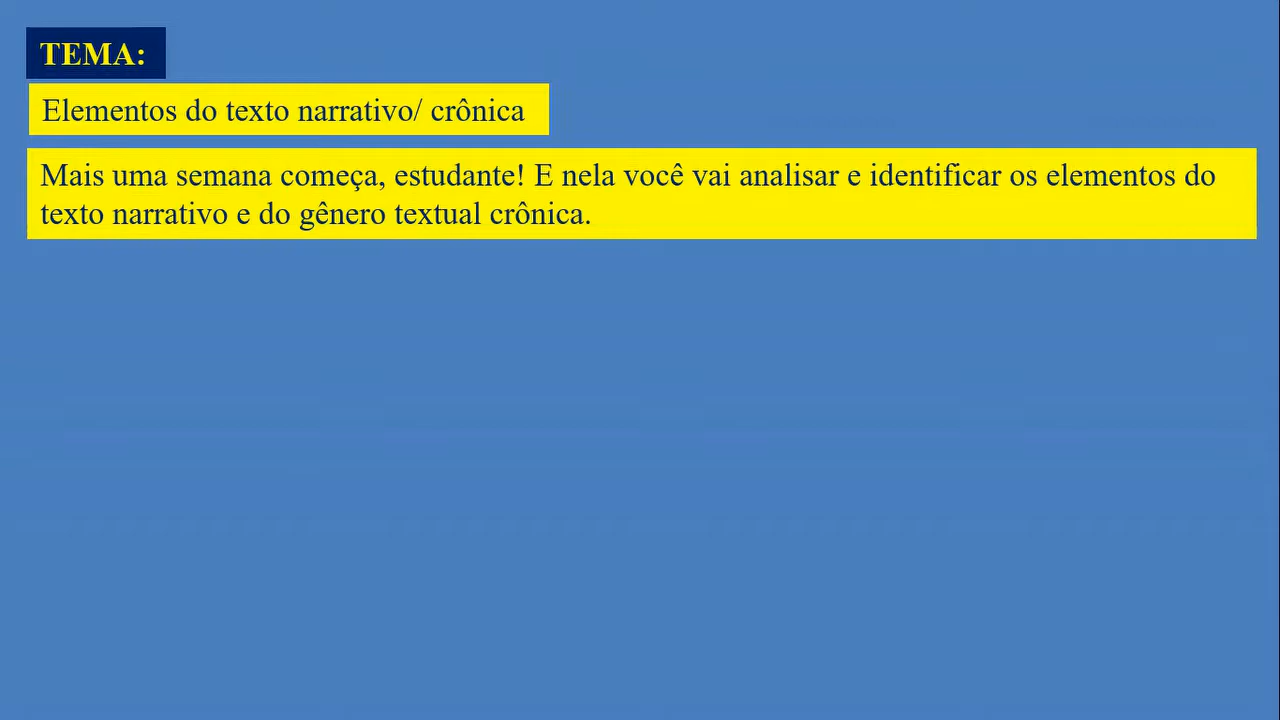 TEMA:
Elementos do texto narrativo/ crônica
Mais uma semana começa, estudante! E nela você vai analisar e identificar os elementos do
texto narrativo e do gênero textual crônica.